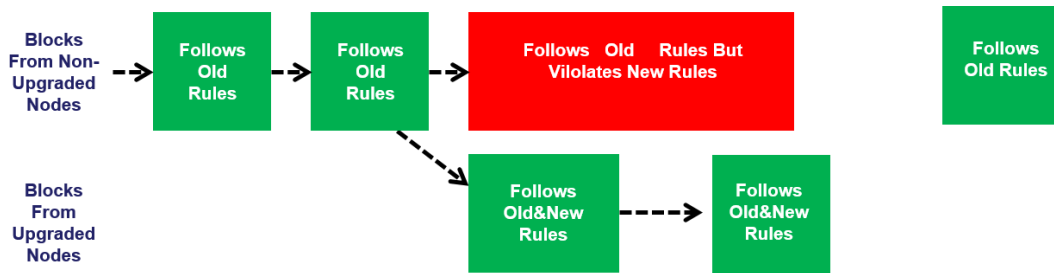 Blocks
From Non-
Upgraded
Nodes
Follows
Old
Rules
Follows
Old
Rules
Follows Old Rules But
Vilolates New Rules
Follows
Old Rules
Blocks
From
Upgraded
Nodes
Follows
Old&New
Rules
Follows
Old&New
Rules